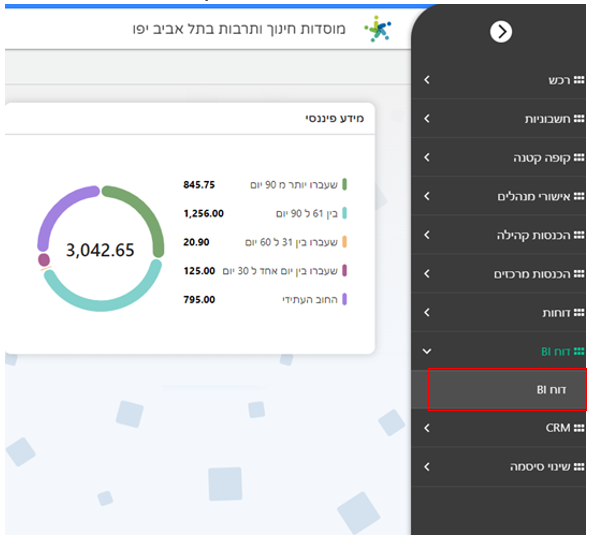 מוסדות חינוך ותרבות בתל אביב יפו
רכש
חשבוניות
קופה קטנה
אישורי מנהלים
הכנסות קהילה
הכנסות מרכזים
דוחות
דוח BI
דוח BI
CRM
שינוי סיסמה
מידע פיננסי
שעברו יותר מ 90 יום 845.75
בין 61 ל 90 יום 1,256.00
שעברו בין 31 ל 60 יום 20.90
שעברו בין יום אחד ל 30 יום 125.00
החוב העתידי 795.00
3,042.65